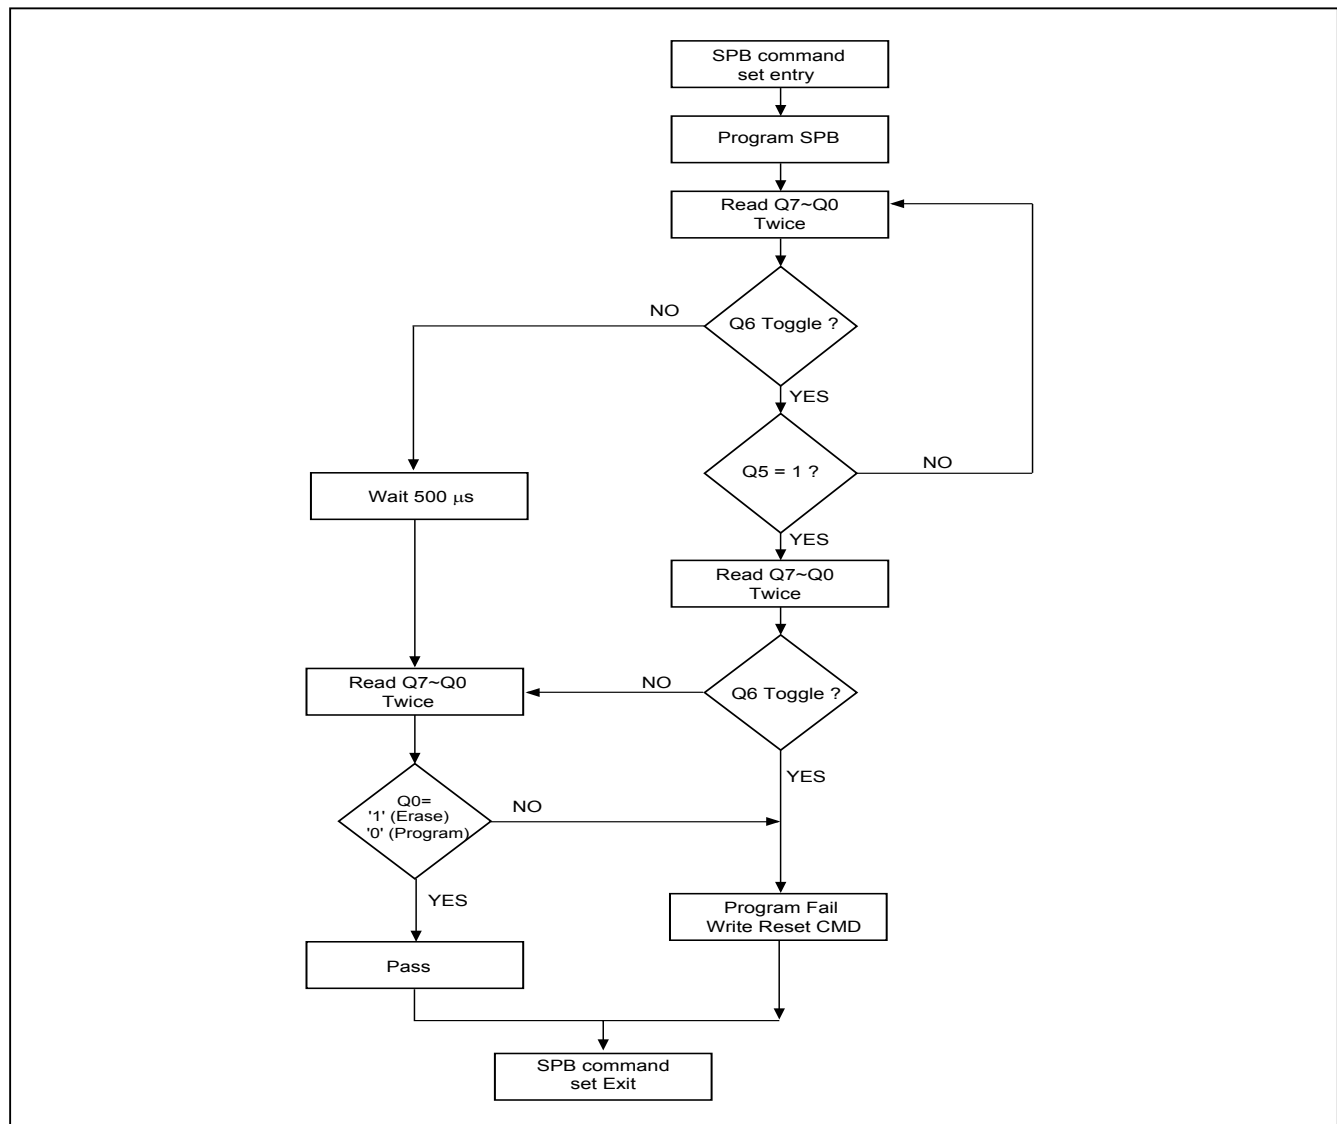 SPB command
set entry
Program SPB
Read Q7~Q0
Twice
NO
Q6 Toggle ?
YES
Q5 = 1 ?
NO
Wait 500 μs
YES
Read Q7~Q0
Twice
Read Q7~Q0
Twice
NO
Q6 Toggle ?
YES
Q0=
'1' (Erase)
'0' (Program)
NO
YES
Program Fail
Write Reset CMD
Pass
SPB command
set Exit